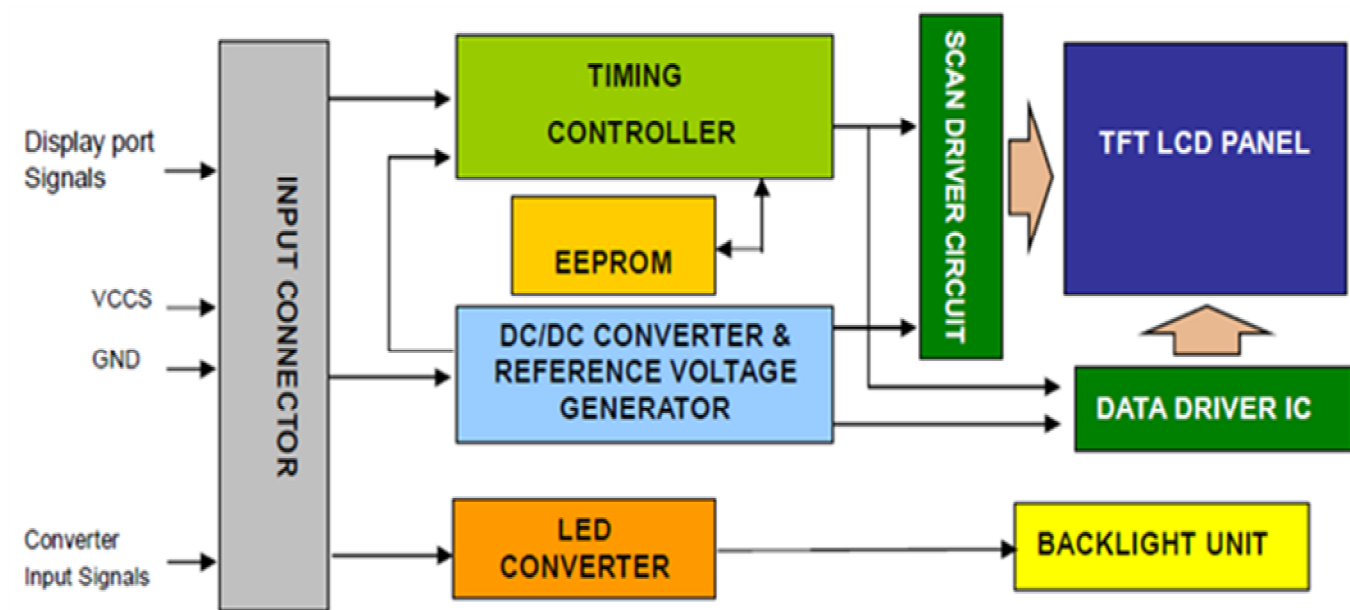 Display port
Signals
VCCS
GND
Converter
Input Signals
INPUT CONNECTOR
TIMING
CONTROLLER
EEPROM
DC/DC CONVERTER &
REFERENCE VOLTAGE
GENERATOR
LED
CONVERTER
SCAN DRIVER CIRCUIT
TFT LCD PANEL
DATA DRIVER IC
BACKLIGHT UNIT